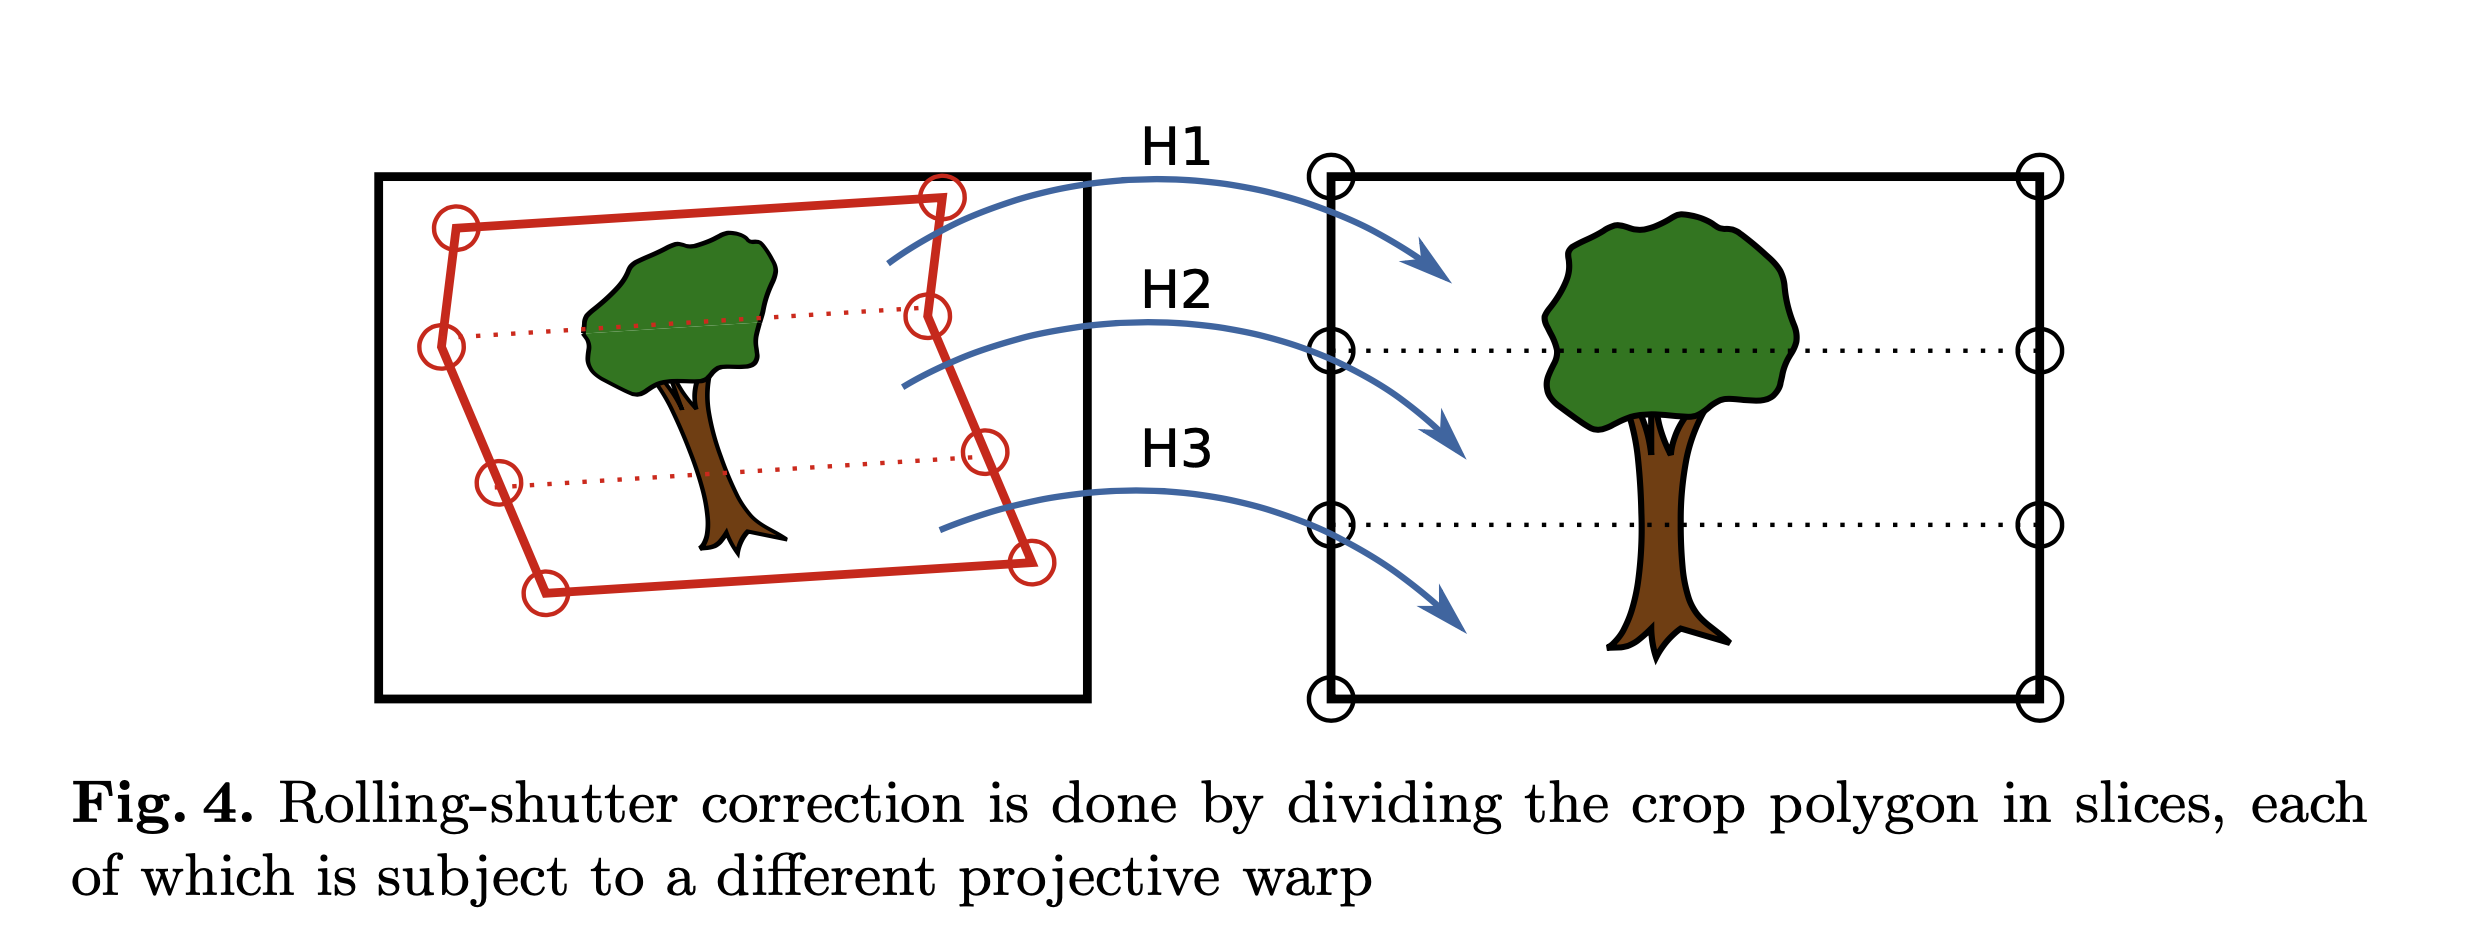 H1
H2
H3
Fig. 4. Rolling-shutter correction is done by dividing the crop polygon in slices, each
of which is subject to a different projective warp